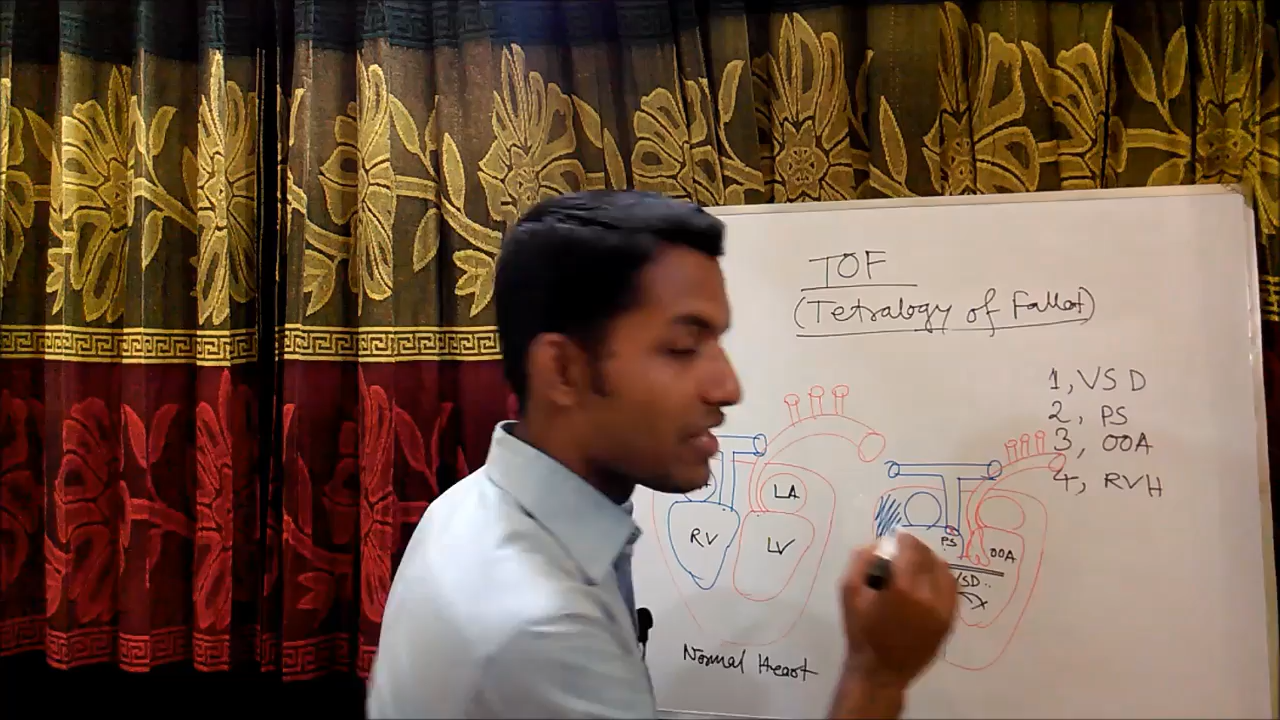 TOF
(Tetralogy of Fallot)
1, VSD
2, PS
3, OOA
4, RVH
LA
RV
LV
Normal Heart
PS
OOA
VSD